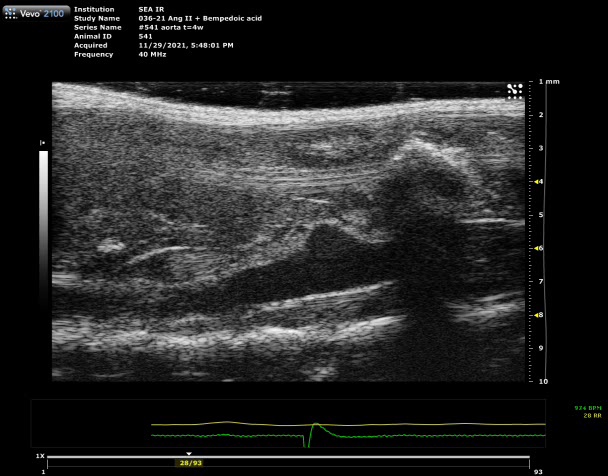 Vevo 2100
Institution SEA IR
Study Name 036-21 Ang II + Bempedoic acid
Series Name #541 aorta t=4w
Animal ID 541
Acquired 11/29/2021, 5:48:01 PM
Frequency 40 MHz
1 mm
2
3
4
5
6
7
8
9
10
974 BPM
28 RR
1X
28/93
1
93